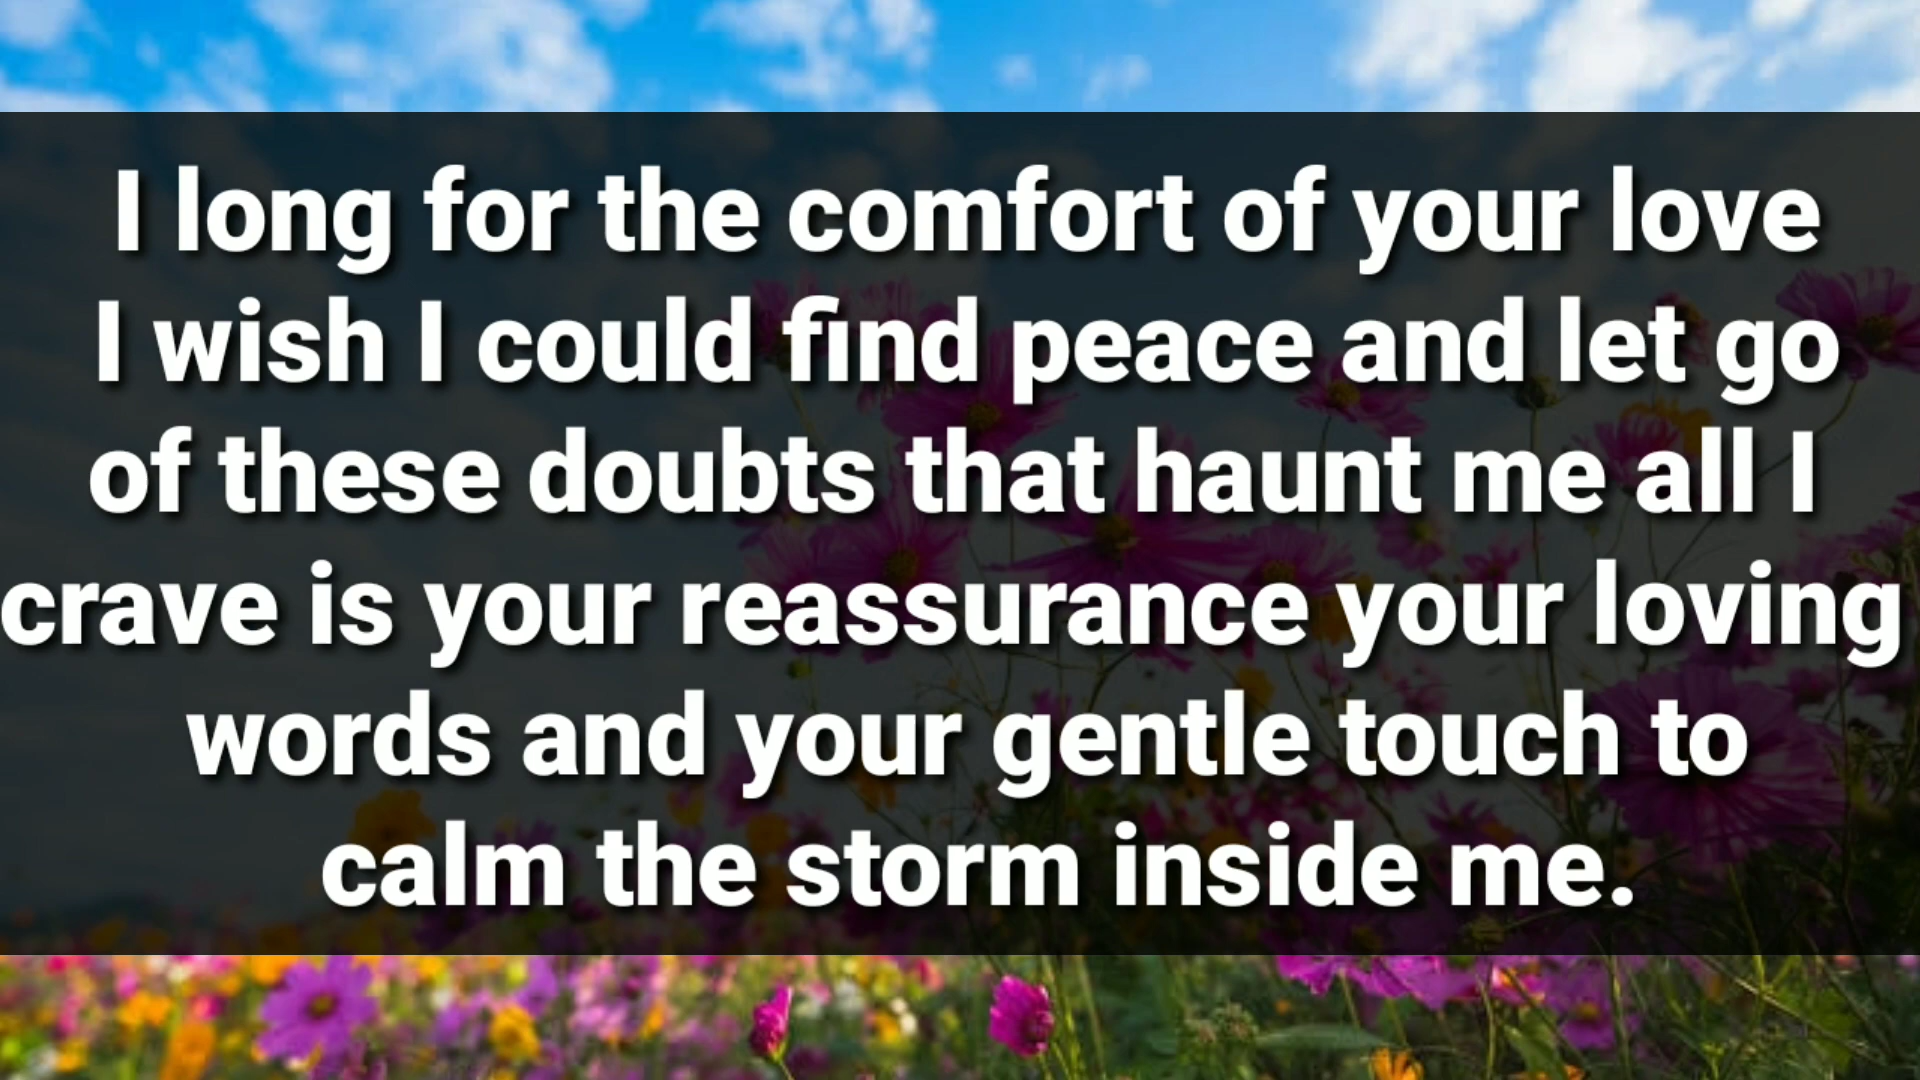 I long for the comfort of your love
I wish I could find peace and let go
of these doubts that haunt me all I
crave is your reassurance your loving
words and your gentle touch to
calm the storm inside me.